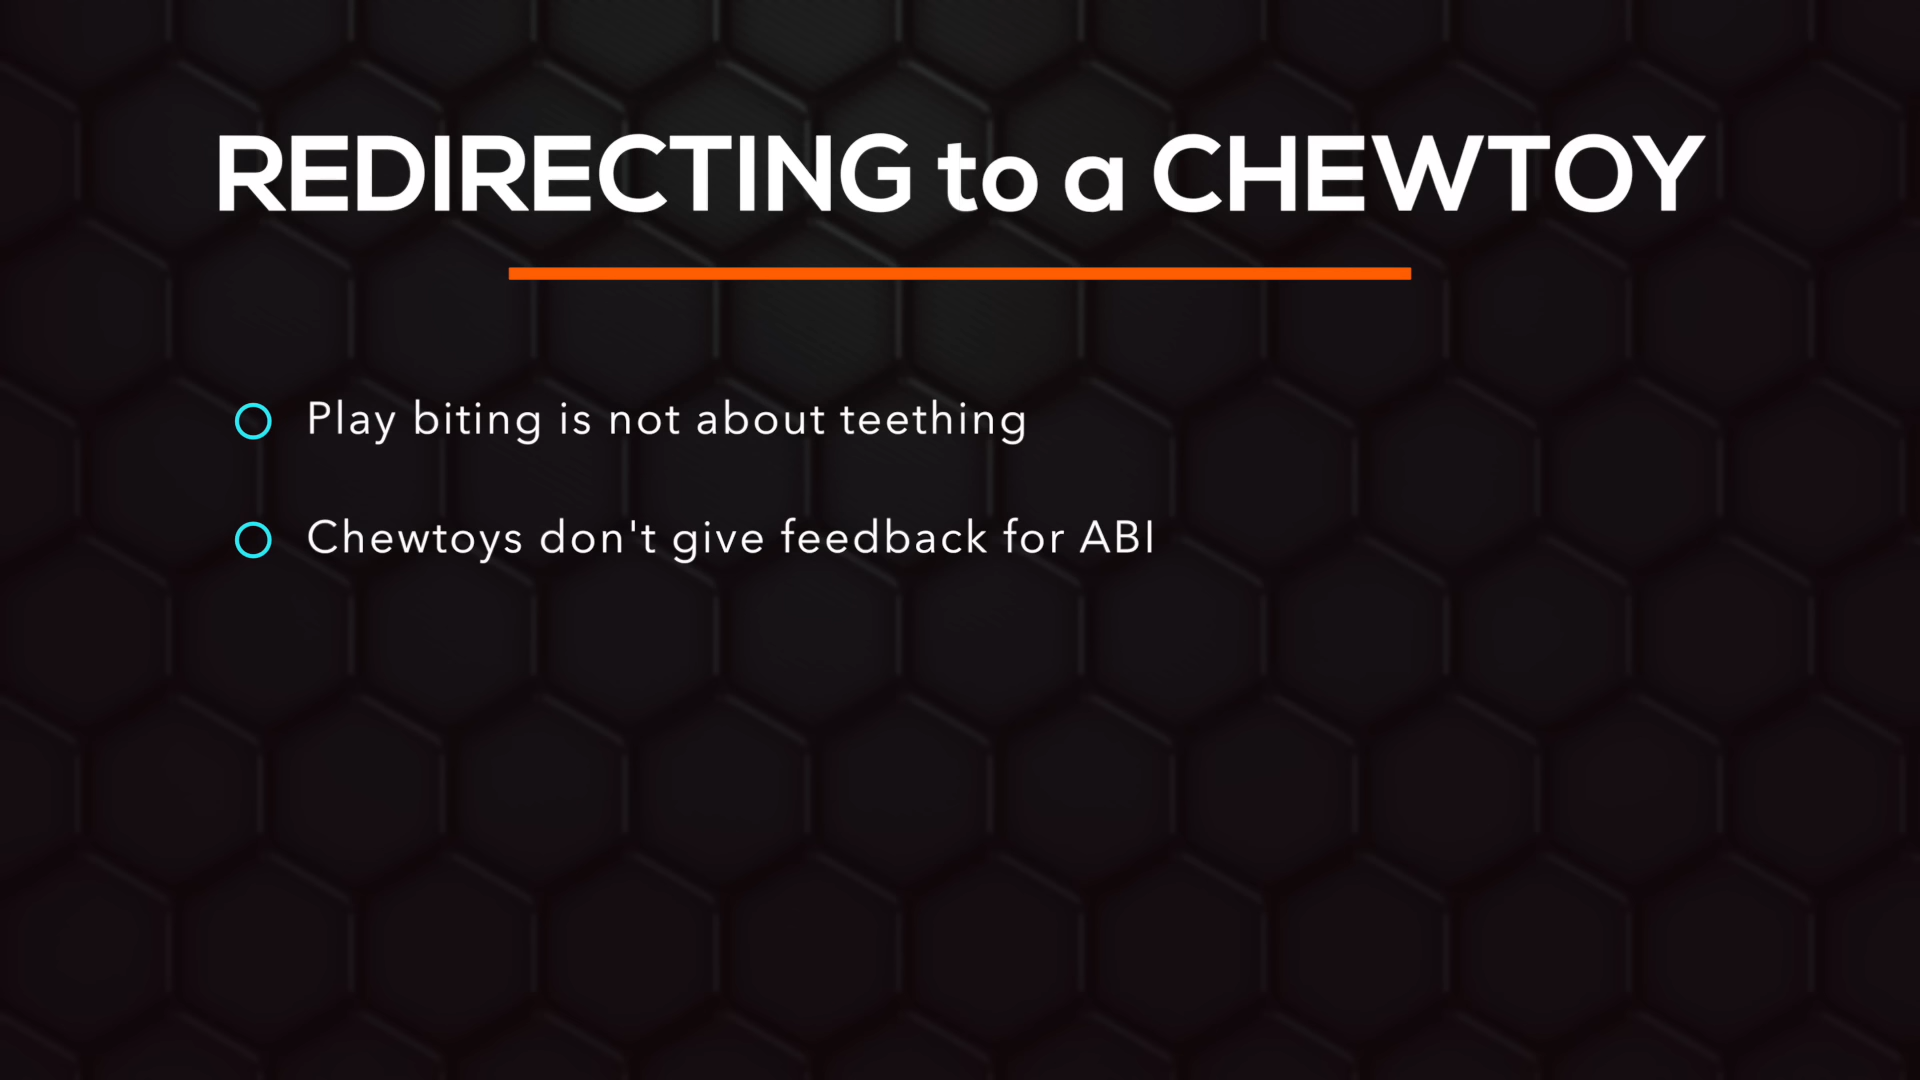 REDIRECTING to a CHEWTOY
Play biting is not about teething
Chewtoys don't give feedback for ABI